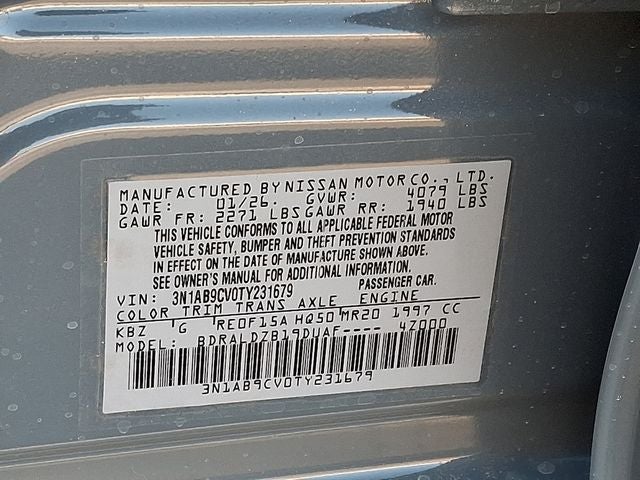 MANUFACTURED BY NISSAN MOTOR CO., LTD.
DATE: 01/26. GVWR: 4079 LBS
GAWR FR: 2271 LBS GAWR RR: 1940 LBS
THIS VEHICLE CONFORMS TO ALL APPLICABLE FEDERAL MOTOR
VEHICLE SAFETY, BUMPER AND THEFT PREVENTION STANDARDS
IN EFFECT ON THE DATE OF MANUFACTURE SHOWN ABOVE.
SEE OWNER'S MANUAL FOR ADDITIONAL INFORMATION.
VIN: 3N1AB9CV0TY231679 PASSENGER CAR.
COLOR TRIM TRANS AXLE ENGINE
KBZ 'G RE0F15A HQ50 MR20 1997 CC
MODEL: BDRALDZB19DUAF---- 4Z000
3N1AB9CV0TY231679